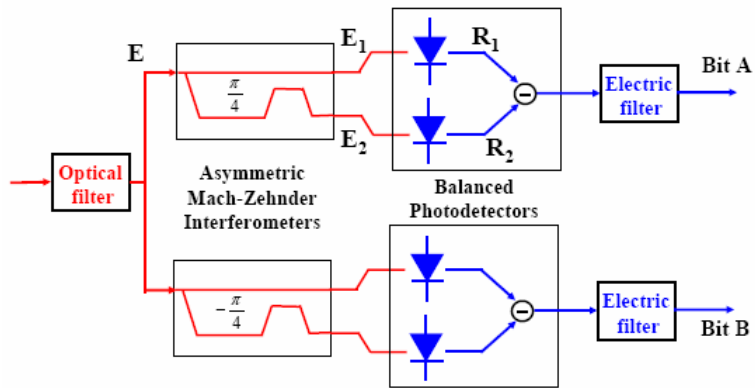 E
E1
R1
π/4
Bit A
Electric
filter
E2
R2
Optical
filter
Asymmetric
Mach-Zehnder
Interferometers
Balanced
Photodetectors
-π/4
Electric
filter
Bit B